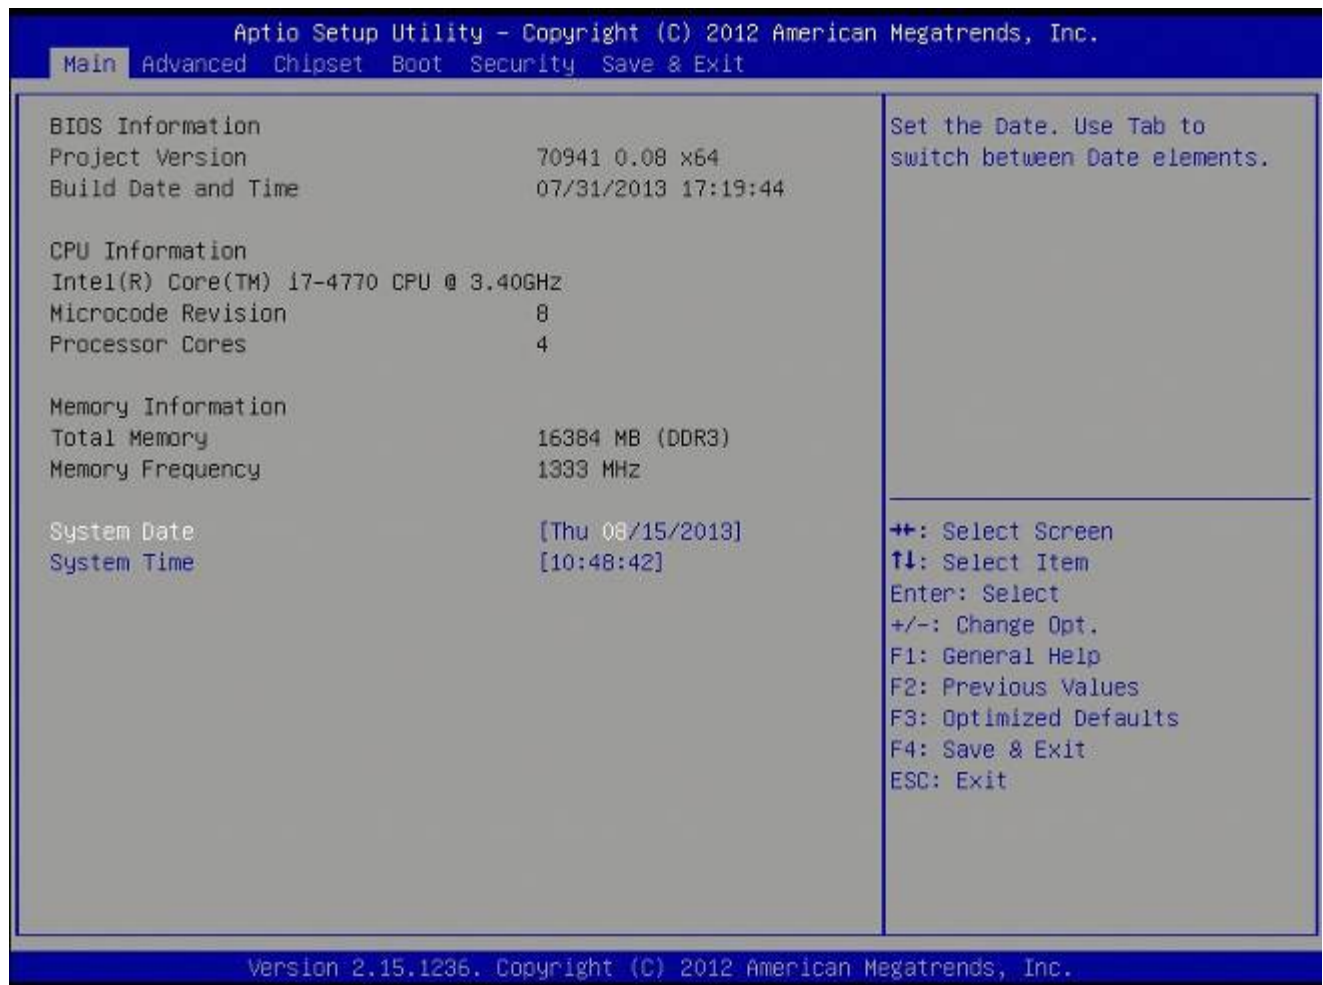 Aptio Setup Utility – Copyright (C) 2012 American Megatrends, Inc.
Main Advanced Chipset Boot Security Save & Exit
BIOS Information
Project Version 70941 0.08 x64
Build Date and Time 07/31/2013 17:19:44
CPU Information
Intel(R) Core(TM) i7-4770 CPU @ 3.40GHz
Microcode Revision 8
Processor Cores 4
Memory Information
Total Memory 16384 MB (DDR3)
Memory Frequency 1333 MHz
System Date [Thu 08/15/2013]
System Time [10:48:42]
Set the Date. Use Tab to
switch between Date elements.
→←: Select Screen
↑↓: Select Item
Enter: Select
+/-: Change Opt.
F1: General Help
F2: Previous Values
F3: Optimized Defaults
F4: Save & Exit
ESC: Exit
Version 2.15.1236. Copyright (C) 2012 American Megatrends, Inc.